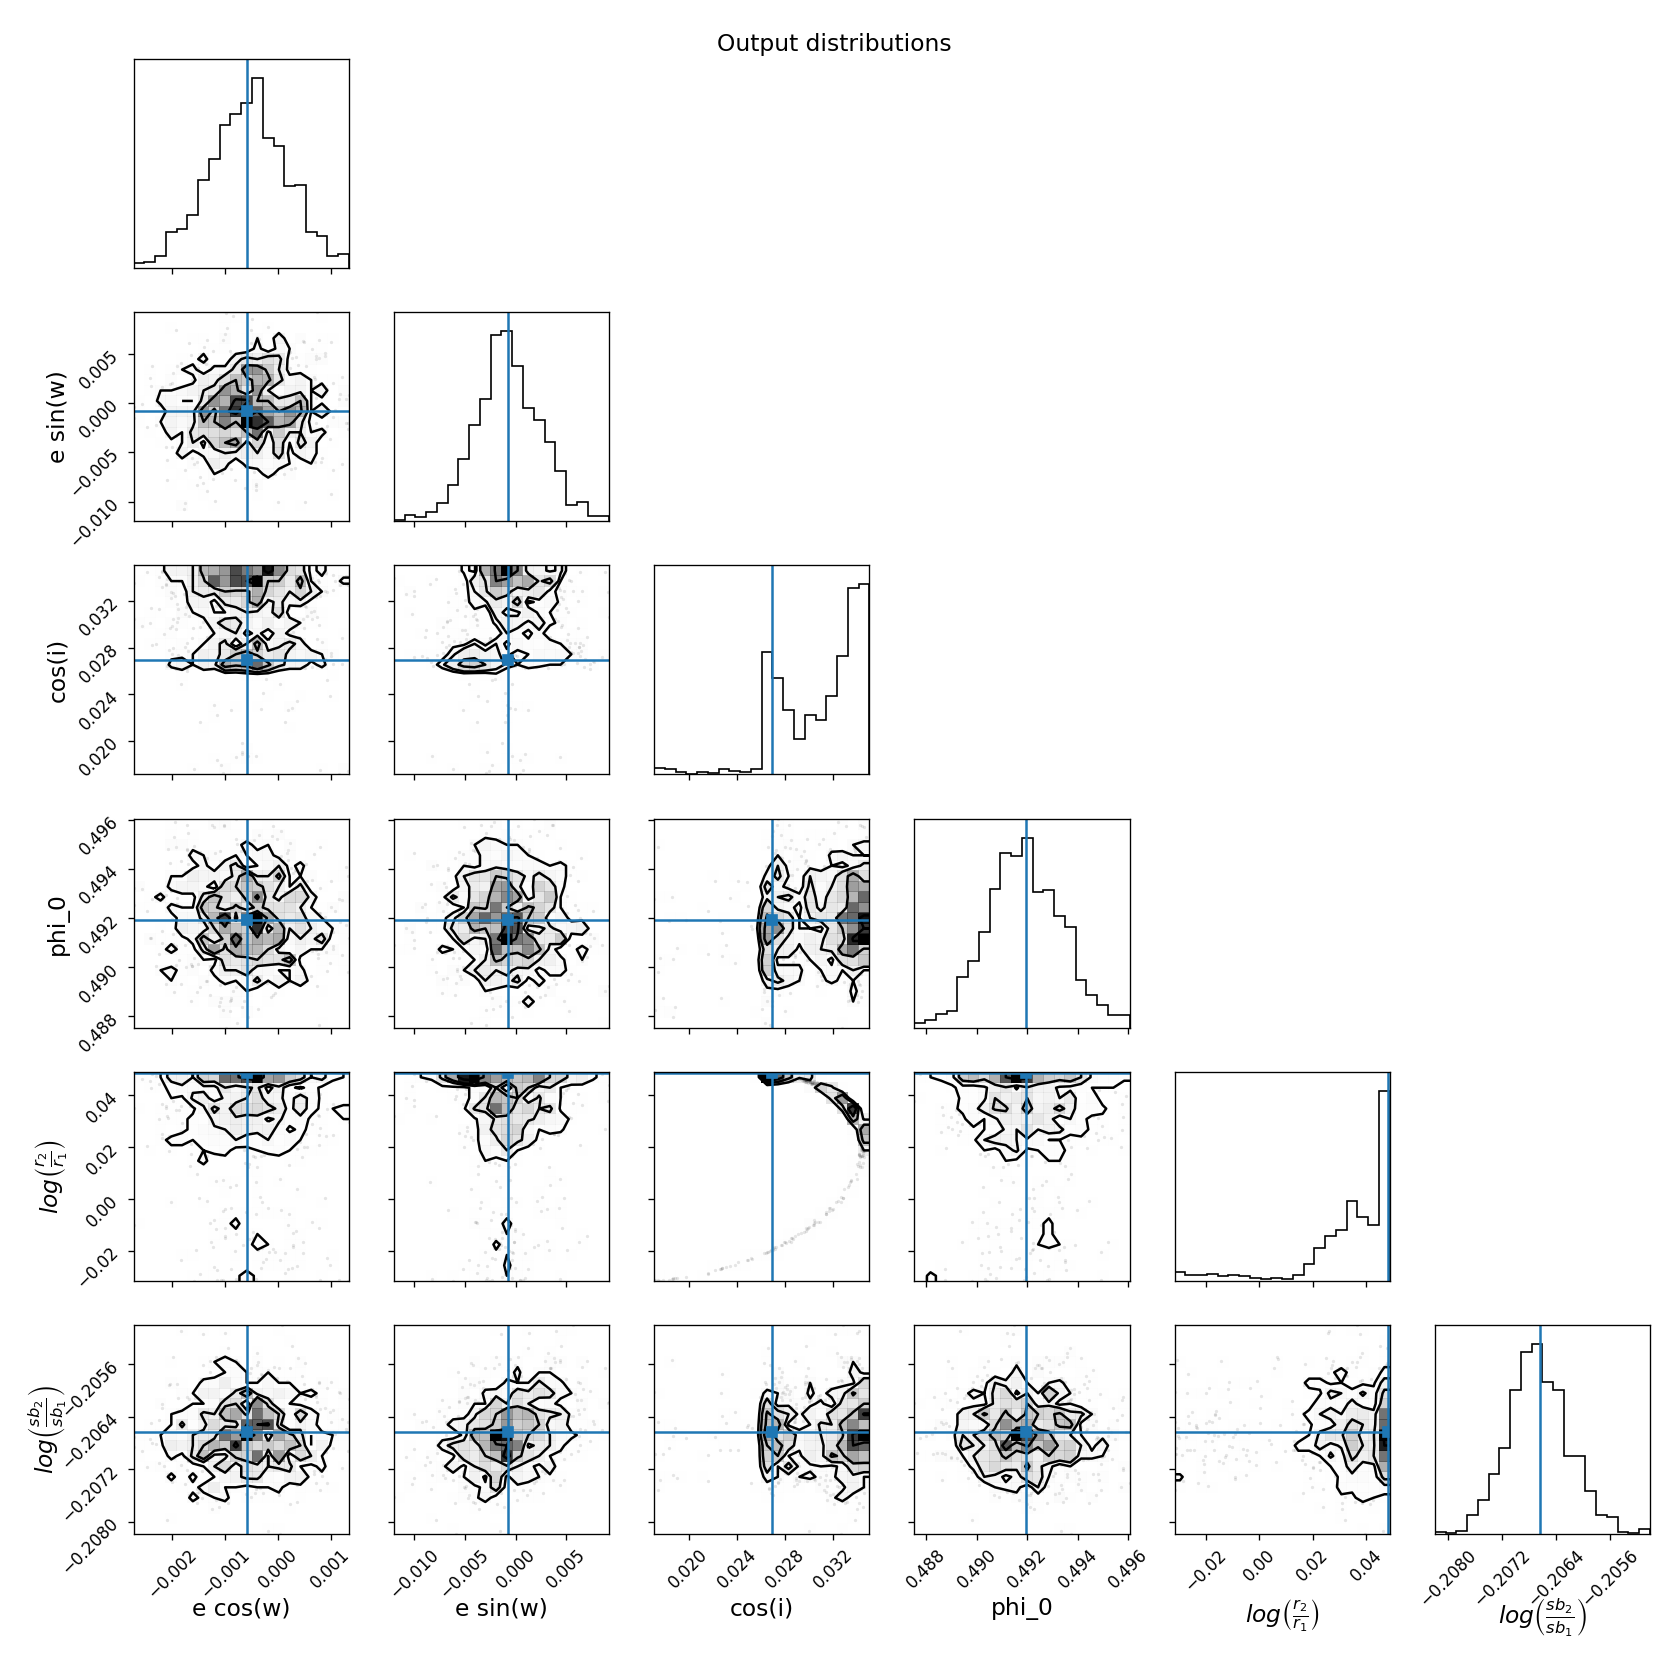 Output distributions
e sin(w)
0.005
0.000
−0.005
−0.010
cos(i)
0.032
0.028
0.024
0.020
phi_0
0.496
0.494
0.492
0.490
0.488
log(r₂/r₁)
0.04
0.02
0.00
−0.02
log(sb₂/sb₁)
−0.2056
−0.2064
−0.2072
−0.2080
−0.002 −0.001 0.000 0.001
e cos(w)
−0.010 −0.005 0.000 0.005
e sin(w)
0.020 0.024 0.028 0.032
cos(i)
0.488 0.490 0.492 0.494 0.496
phi_0
−0.02 0.00 0.02 0.04
log(r₂/r₁)
−0.2080 −0.2072 −0.2064 −0.2056
log(sb₂/sb₁)